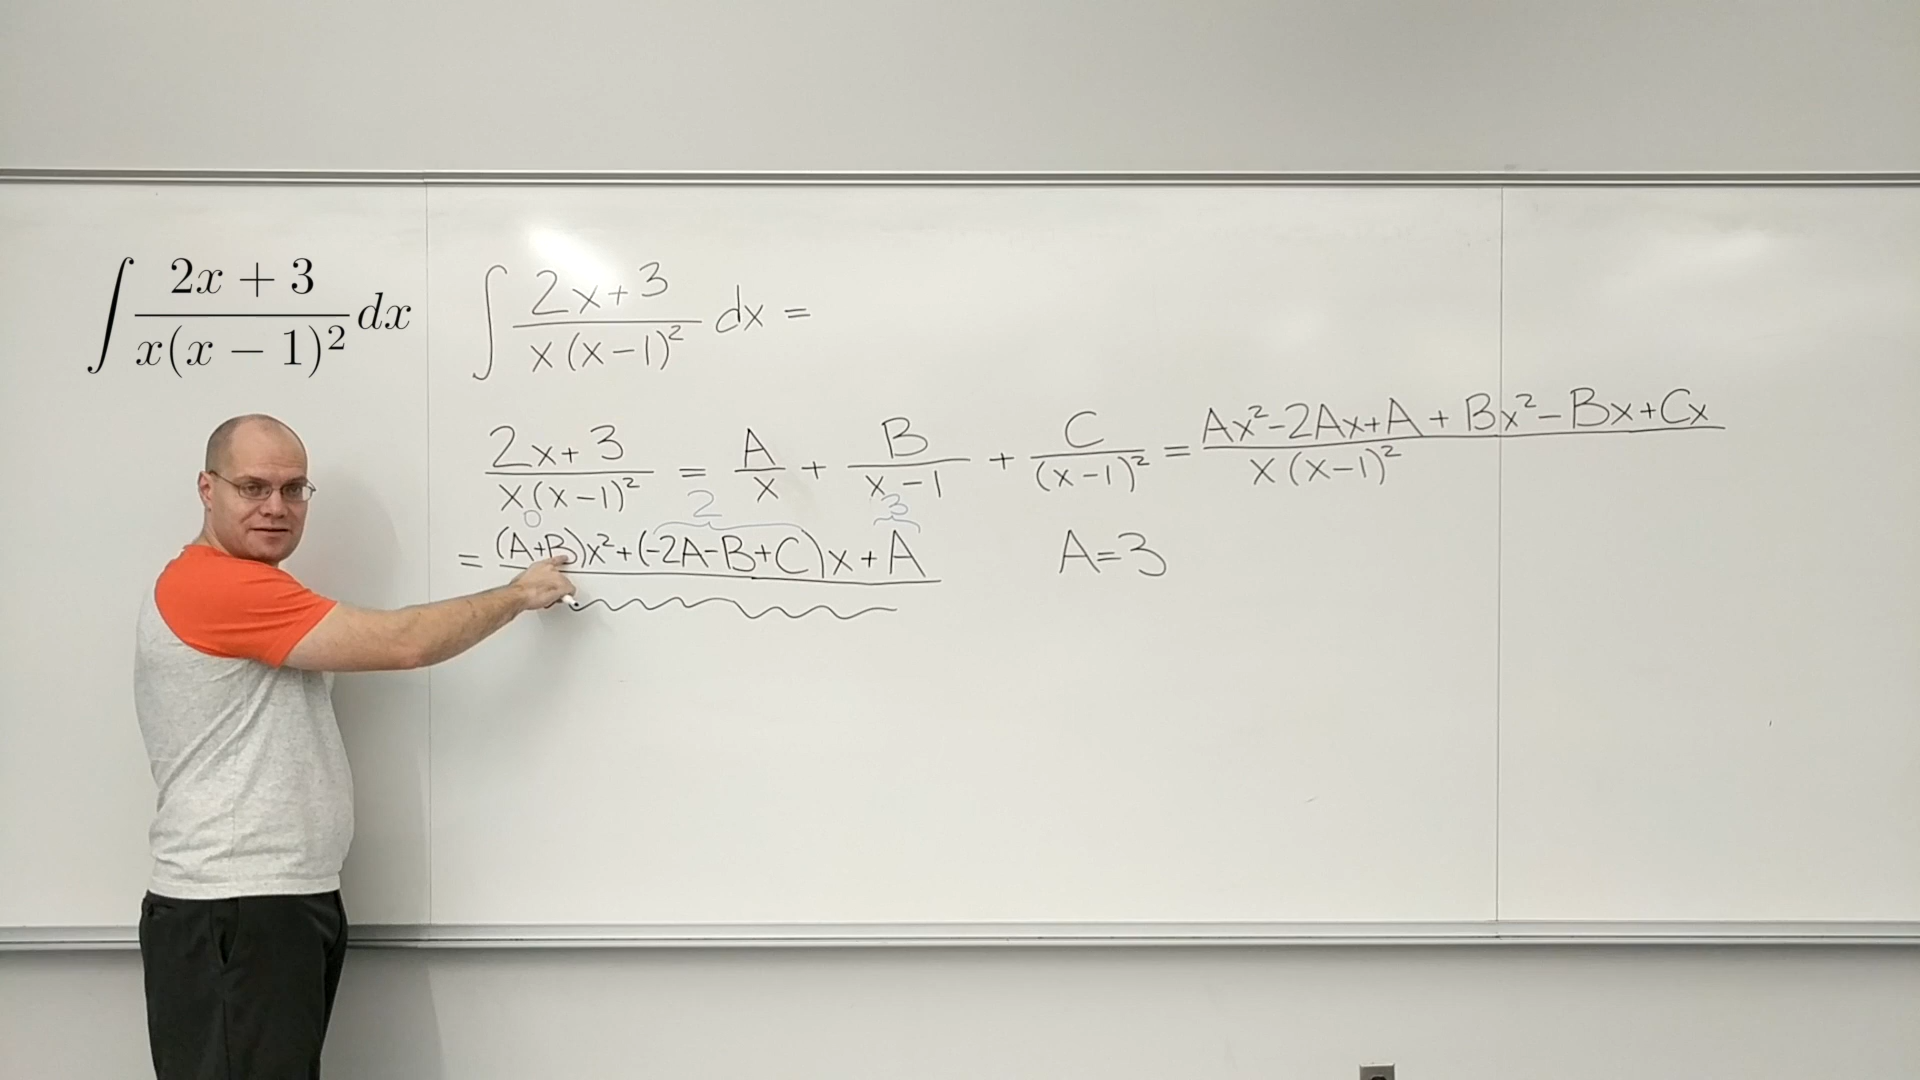 ∫ (2x + 3)/(x(x − 1)²) dx
∫ (2x+3)/(x(x-1)²) dx =
(2x+3)/(x(x-1)²) = A/x + B/(x-1) + C/(x-1)² = (Ax²-2Ax+A+Bx²-Bx+Cx)/(x(x-1)²)
0 2 3
= (A+B)x²+(-2A-B+C)x+A
A=3